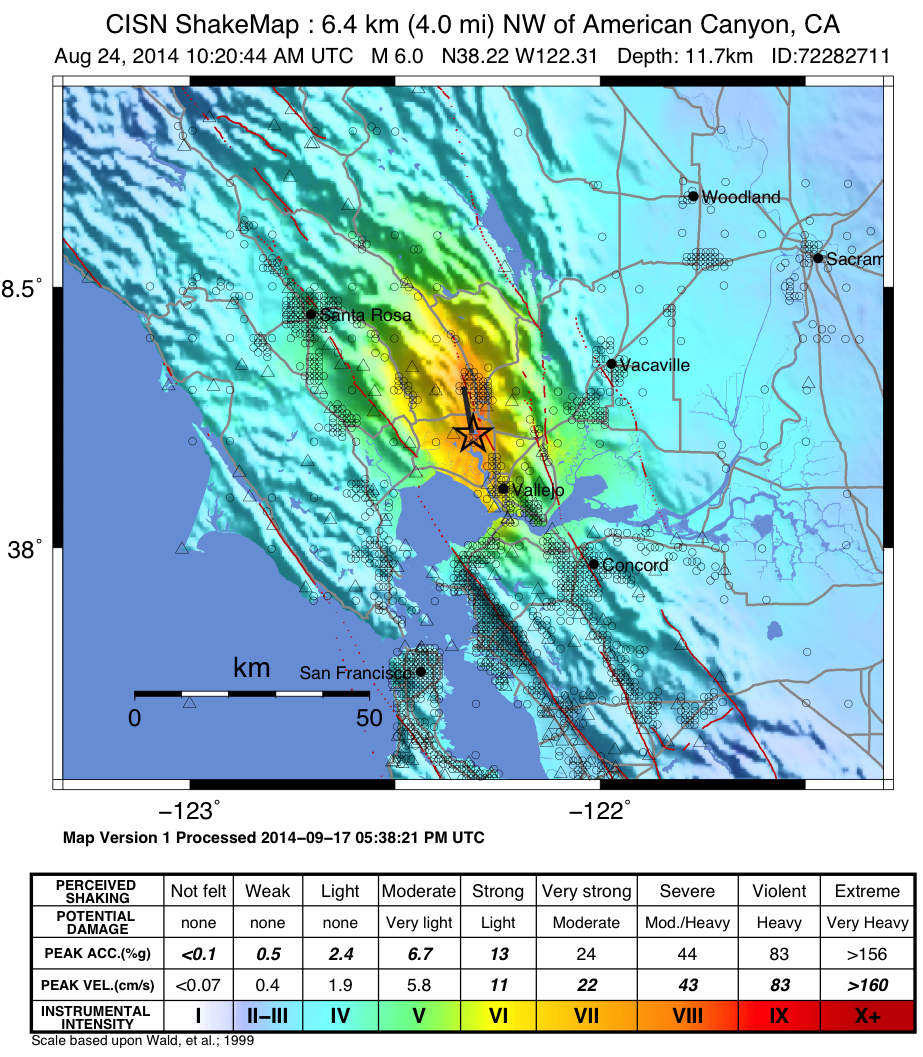 CISN ShakeMap : 6.4 km (4.0 mi) NW of American Canyon, CA
Aug 24, 2014 10:20:44 AM UTC M 6.0 N38.22 W122.31 Depth: 11.7km ID:72282711
Woodland
Sacram
8.5°
Santa Rosa
Vacaville
Vallejo
38°
Concord
San Francisco
km
0 50
−123° −122°
Map Version 1 Processed 2014−09−17 05:38:21 PM UTC
PERCEIVED SHAKING Not felt Weak Light Moderate Strong Very strong Severe Violent Extreme
POTENTIAL DAMAGE none none none Very light Light Moderate Mod./Heavy Heavy Very Heavy
PEAK ACC.(%g) <0.1 0.5 2.4 6.7 13 24 44 83 >156
PEAK VEL.(cm/s) <0.07 0.4 1.9 5.8 11 22 43 83 >160
INSTRUMENTAL INTENSITY I II−III IV V VI VII VIII IX X+
Scale based upon Wald, et al.; 1999